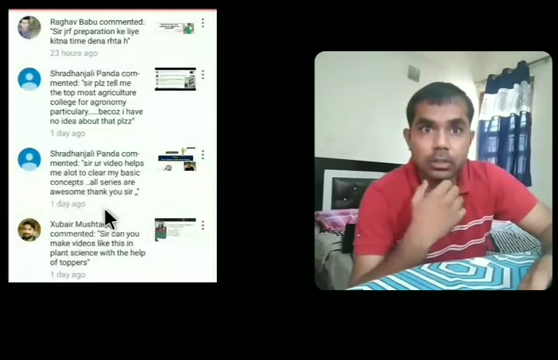 Raghav Babu commented:
"Sir jrf preparation ke liye
kitna time dena rhta h"
23 hours ago
Shradhanjali Panda com-
mented: "sir plz tell me
the top most agriculture
college for agronomy
particulary.....becoz i have
no idea about that plzz"
1 day ago
Shradhanjali Panda com-
mented: "sir ur video helps
me alot to clear my basic
concepts ..all series are
awesome thank you sir ,,"
1 day ago
Xubair Mushtaq
commented: "Sir can you
make videos like this in
plant science with the help
of toppers"
1 day ago